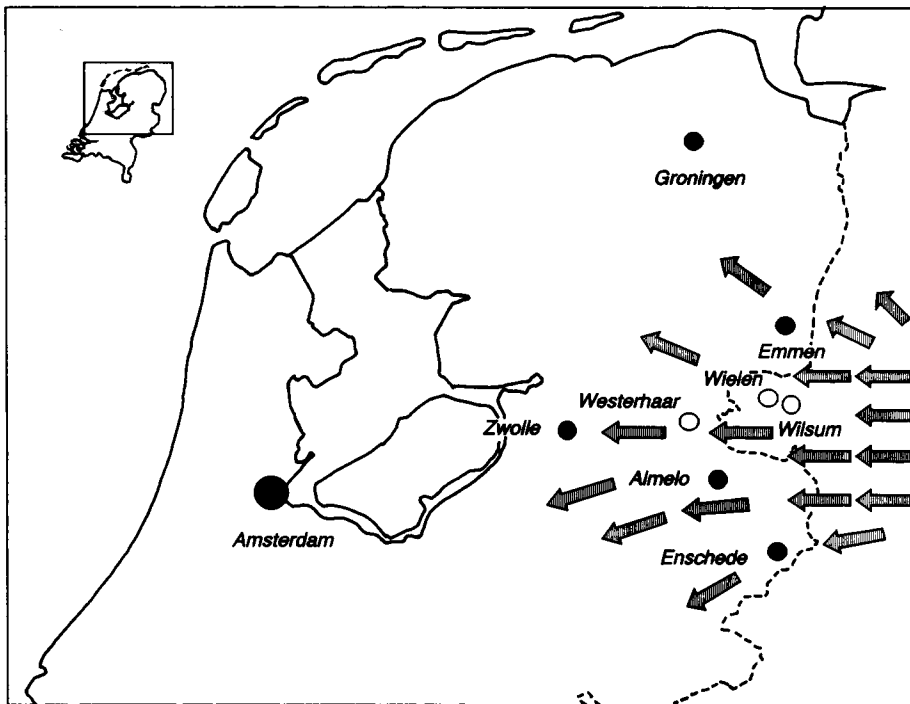 Groningen
Emmen
Wielen
Westerhaar
Zwolle
Wilsum
Almelo
Amsterdam
Enschede